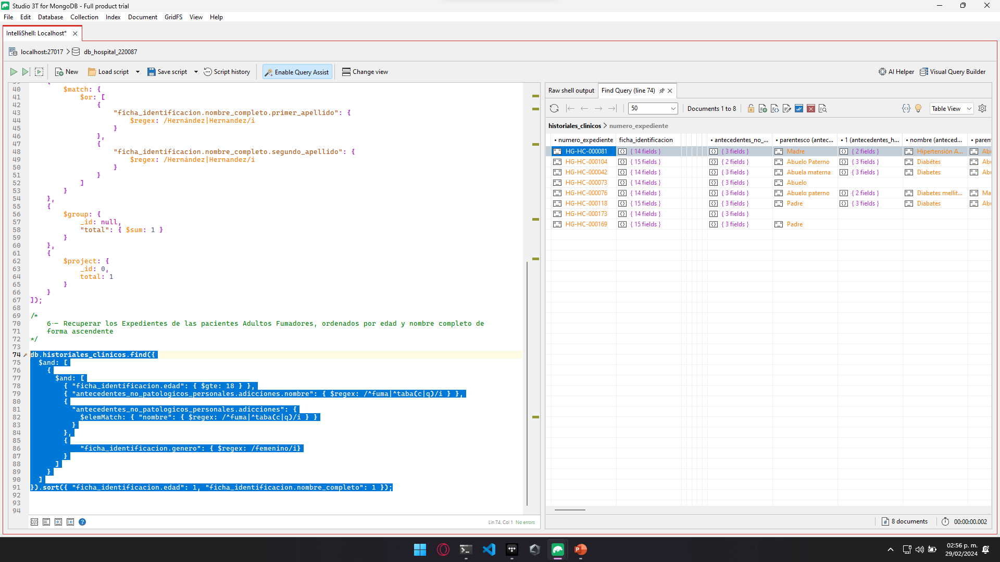 Studio 3T for MongoDB - Full product trial
File Edit Database Collection Index Document GridFS View Help
IntelliShell: Localhost*
localhost:27017 db_hospital_220087
New Load script Save script Script history Enable Query Assist Change view AI Helper Visual Query Builder
40 $match: {
41 $or: [
42 {
43 "ficha_identificacion.nombre_completo.primer_apellido": {
44 $regex: /Hernández|Hernandez/i
45 }
46 },
47 {
48 "ficha_identificacion.nombre_completo.segundo_apellido": {
49 $regex: /Hernández|Hernandez/i
50 }
51 }
52 ]
53 }
54 },
55 {
56 $group: {
57 _id: null,
58 "total": { $sum: 1 }
59 }
60 },
61 {
62 $project: {
63 _id: 0,
64 total: 1
65 }
66 }
67 ]);
68
69 /*
70 6.- Recuperar los Expedientes de las pacientes Adultos Fumadores, ordenados por edad y nombre completo de
71 forma ascendente
72 */
73
74 db.historiales_clinicos.find({
75 $and: [
76 {
77 $and: [
78 { "ficha_identificacion.edad": { $gte: 18 } },
79 { "antecedentes_no_patologicos_personales.adicciones.nombre": { $regex: /^fuma|^taba(c|q)/i } },
80 {
81 "antecedentes_no_patologicos_personales.adicciones": {
82 $elemMatch: { "nombre": { $regex: /^fuma|^taba(c|q)/i } }
83 }
84 },
85 {
86 "ficha_identificacion.genero": { $regex: /femenino/i}
87 }
88 ]
89 }
90 ]
91 }).sort({ "ficha_identificacion.edad": 1, "ficha_identificacion.nombre_completo": 1 });
92
93
94
Lin 74, Col 1 No errors
Raw shell output Find Query (line 74)
50 Documents 1 to 8 Table View
historiales_clinicos numero_expediente
numero_expediente ficha_identificacion antecedentes_no_... parentesco (antec... 1 (antecedentes_h... nombre (anteced... paren
HG-HC-000081 { 14 fields } { 3 fields } Madre { 2 fields } Hipertensión A... Abu
HG-HC-000104 { 15 fields } { 2 fields } Abuelo Paterno { 3 fields } Diabétes Abu
HG-HC-000042 { 14 fields } { 3 fields } Abuela materna { 3 fields } Diabetes Abu
HG-HC-000073 { 14 fields } { 3 fields } Abuelo
HG-HC-000076 { 14 fields } { 3 fields } Abuelo paterno { 2 fields } Diabetes mellit... Ma
HG-HC-000118 { 15 fields } { 3 fields } Padre { 3 fields } Diabates Abu
HG-HC-000173 { 14 fields } { 3 fields }
HG-HC-000169 { 15 fields } { 3 fields } Padre
8 documents 00:00:00.002
02:56 p. m.
29/02/2024